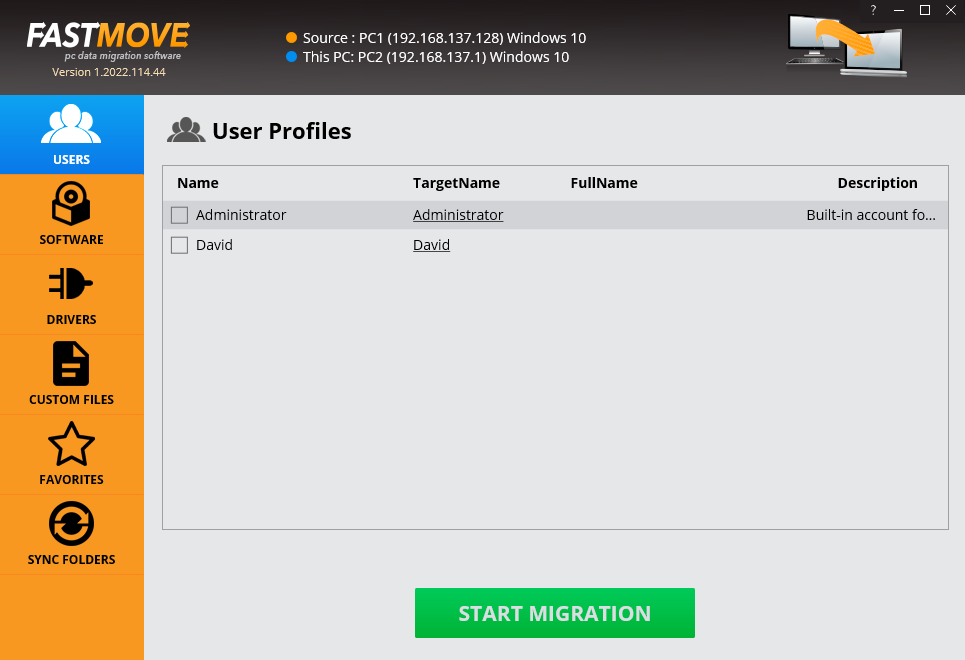 FASTMOVE
pc data migration software
Version 1.2022.114.44
Source : PC1 (192.168.137.128) Windows 10
This PC: PC2 (192.168.137.1) Windows 10
?
USERS
SOFTWARE
DRIVERS
CUSTOM FILES
FAVORITES
SYNC FOLDERS
User Profiles
Name TargetName FullName Description
Administrator Administrator Built-in account fo...
David David
START MIGRATION